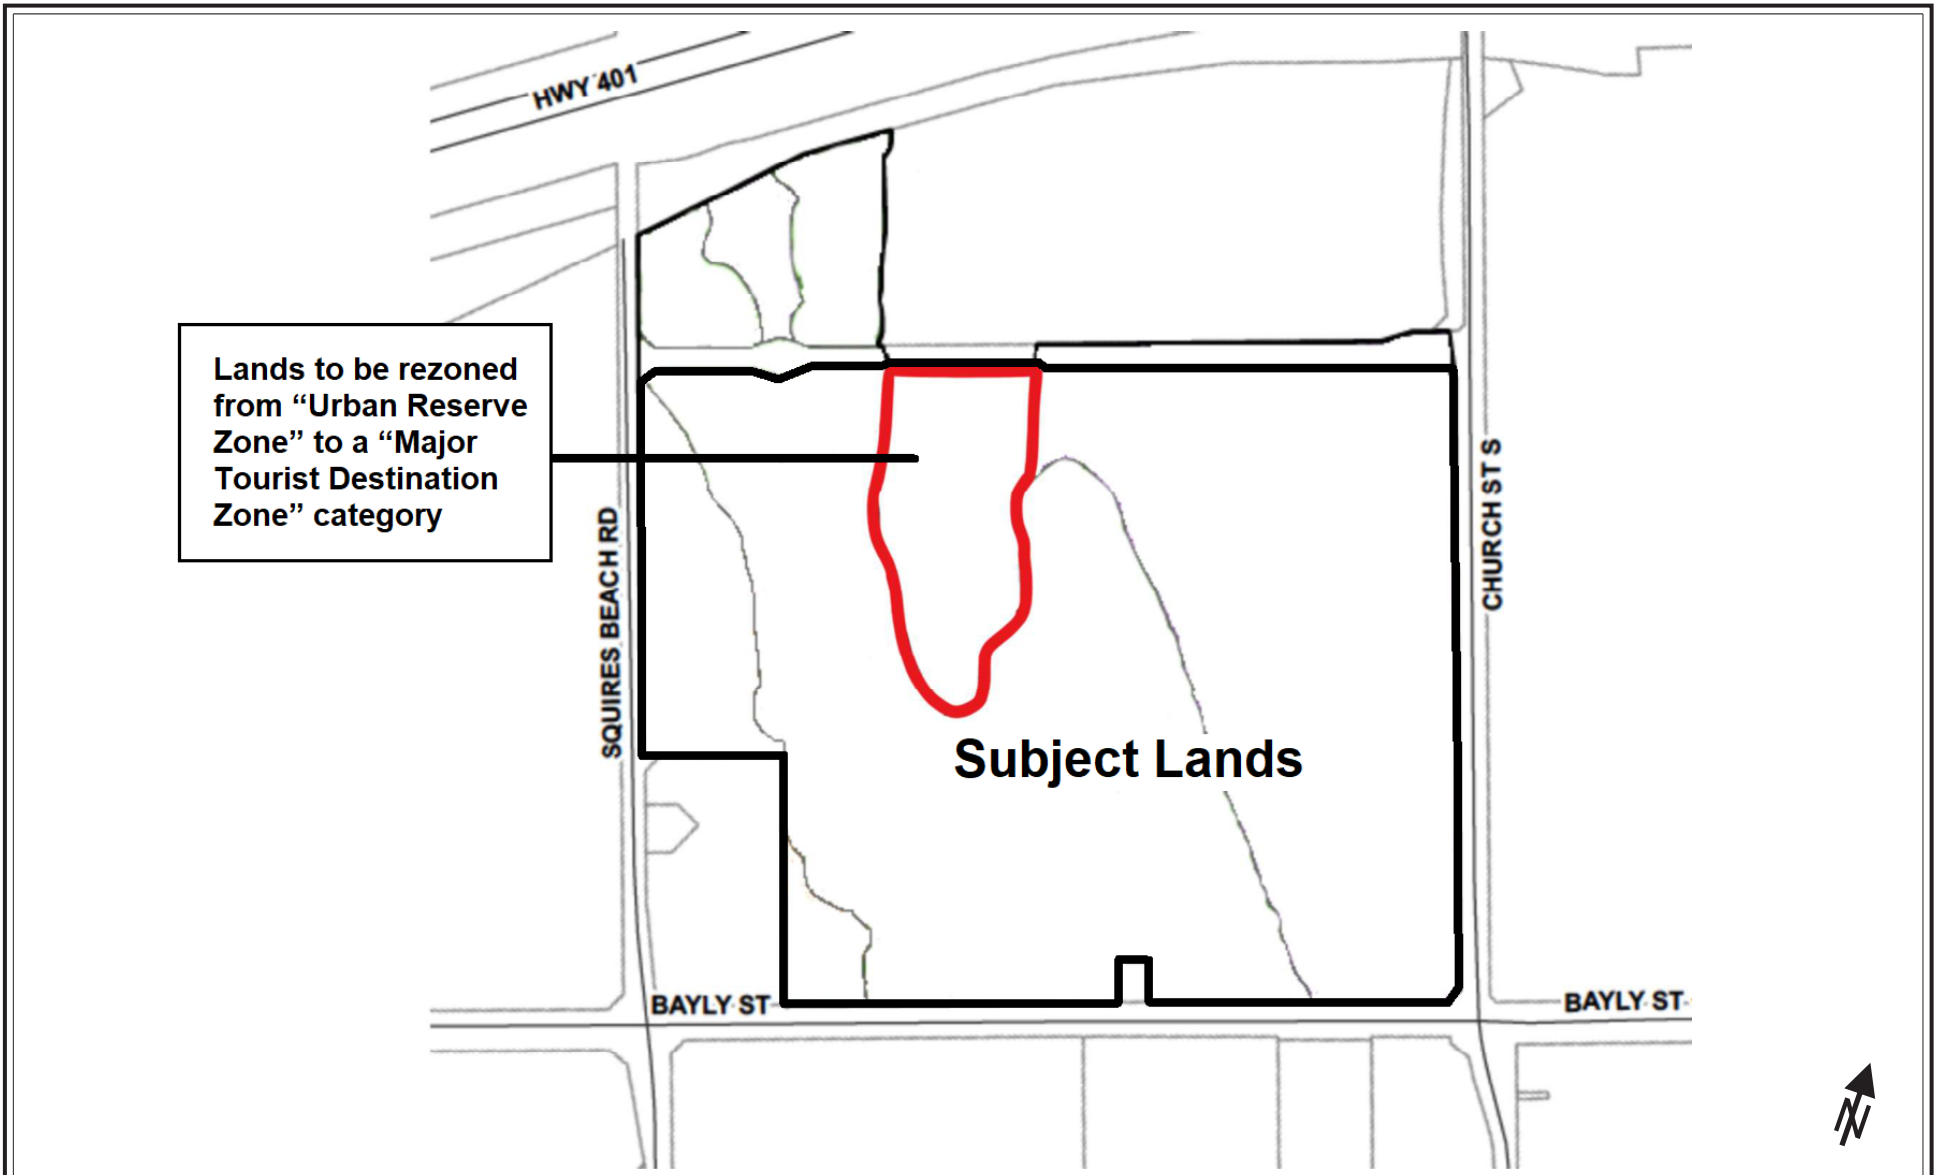 HWY 401
Lands to be rezoned
from “Urban Reserve
Zone” to a “Major
Tourist Destination
Zone” category
SQUIRES BEACH RD
CHURCH ST S
Subject Lands
BAYLY ST
BAYLY ST
N